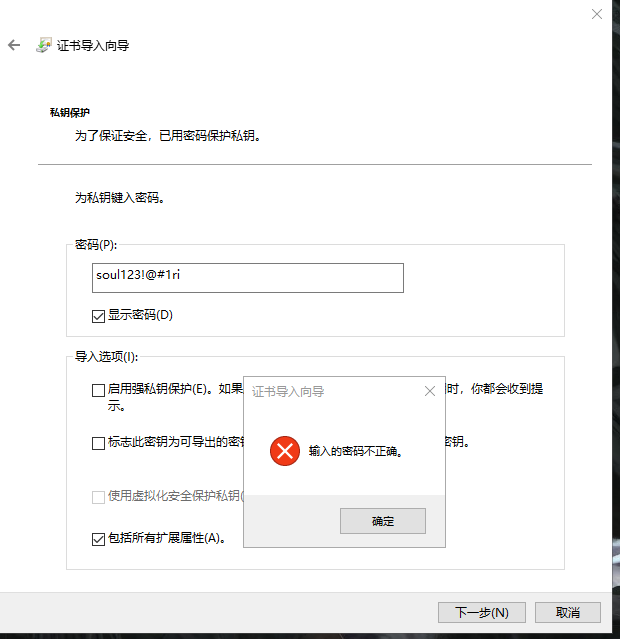 证书导入向导
私钥保护
为了保证安全，已用密码保护私钥。
为私钥键入密码。
密码(P):
soul123!@#1ri
显示密码(D)
导入选项(I):
启用强私钥保护(E)。如果
时，你都会收到提
示。
标志此密钥为可导出的密
密钥。
使用虚拟化安全保护私钥(
包括所有扩展属性(A)。
证书导入向导
输入的密码不正确。
确定
下一步(N)
取消